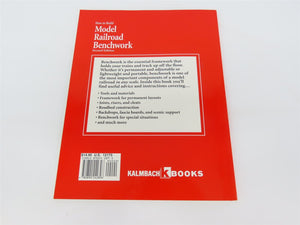 How to Build
Model
Railroad
Benchwork
Second Edition
Benchwork is the essential framework that
holds your trains and track up off the floor.
Whether it's permanent and adjustable or
lightweight and portable, benchwork is one
of the most important components of a model
railroad in any scale. Inside this book you'll
find useful advice and instructions covering....
• Tools and materials
• Framework for permanent layouts
• Joists, risers, and cleats
• Roadbed construction
• Backdrops, fascia boards, and scenic support
• Benchwork for special situations
• and much more
KALMBACH K BOOKS